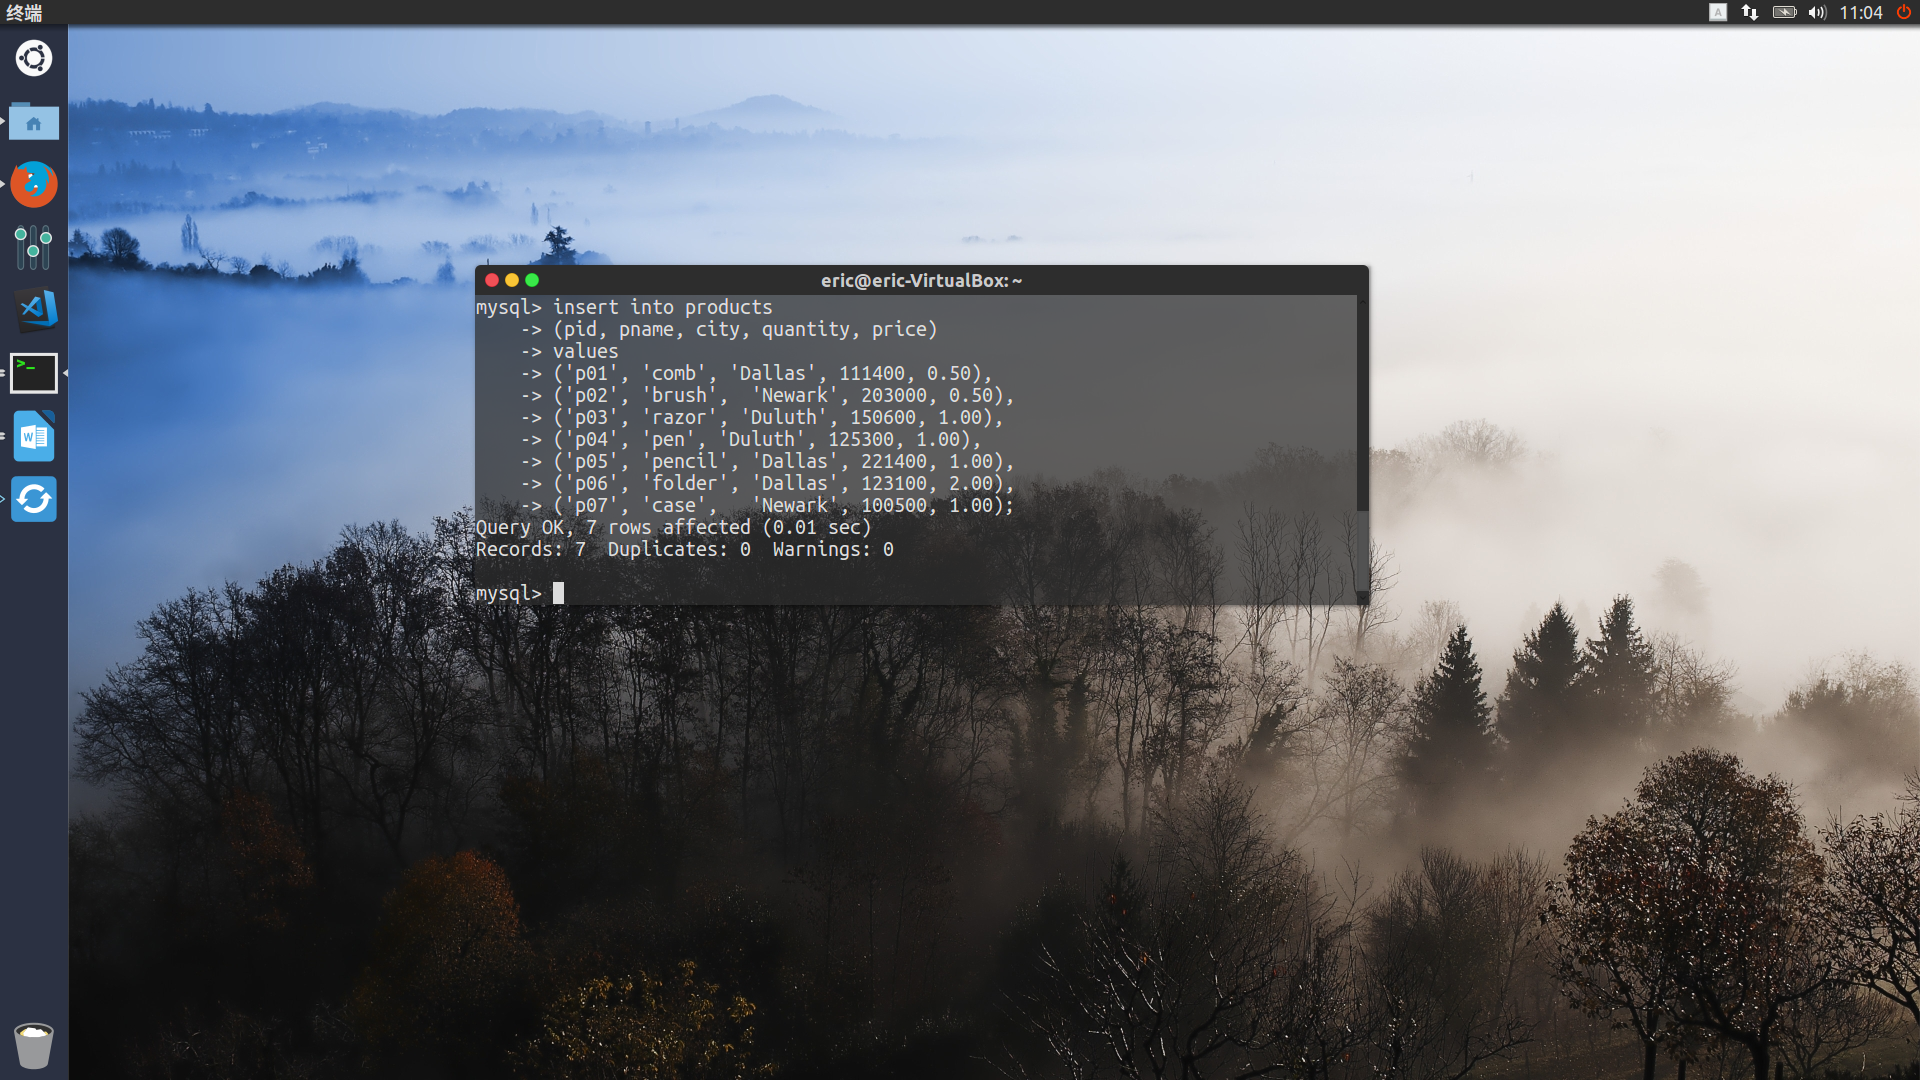 终端
A
11:04
eric@eric-VirtualBox: ~
mysql> insert into products
    -> (pid, pname, city, quantity, price)
    -> values
    -> ('p01', 'comb', 'Dallas', 111400, 0.50),
    -> ('p02', 'brush',  'Newark', 203000, 0.50),
    -> ('p03', 'razor', 'Duluth', 150600, 1.00),
    -> ('p04', 'pen', 'Duluth', 125300, 1.00),
    -> ('p05', 'pencil', 'Dallas', 221400, 1.00),
    -> ('p06', 'folder', 'Dallas', 123100, 2.00),
    -> ('p07', 'case',   'Newark', 100500, 1.00);
Query OK, 7 rows affected (0.01 sec)
Records: 7  Duplicates: 0  Warnings: 0
mysql>
>_
W